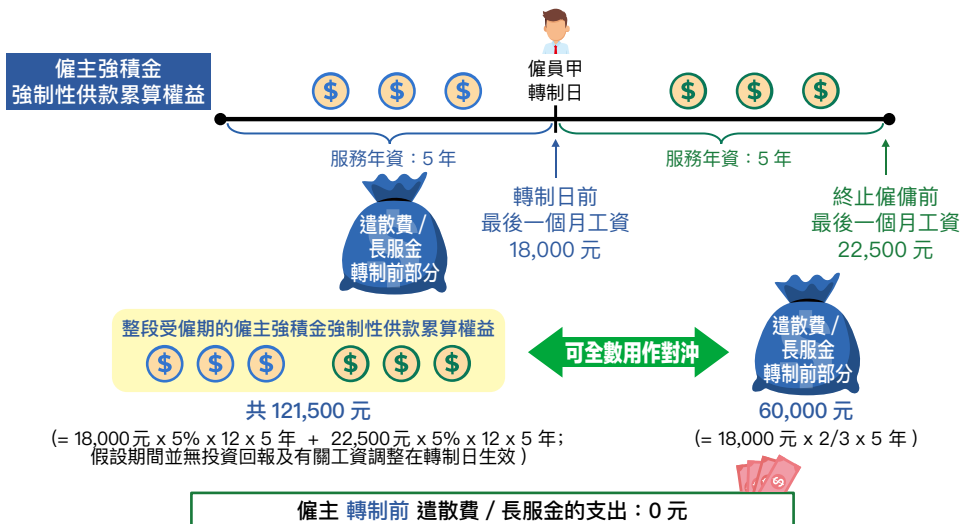 僱主強積金
強制性供款累算權益
僱員甲
轉制日
$ $ $ $ $ $
服務年資：5 年
服務年資：5 年
轉制日前
最後一個月工資
18,000 元
終止僱傭前
最後一個月工資
22,500 元
遣散費 /
長服金
轉制前部分
整段受僱期的僱主強積金強制性供款累算權益
$ $ $ $ $ $
可全數用作對沖
遣散費 /
長服金
轉制前部分
共 121,500 元
(= 18,000 元 x 5% x 12 x 5 年 + 22,500 元 x 5% x 12 x 5 年；
假設期間並無投資回報及有關工資調整在轉制日生效 )
60,000 元
(= 18,000 元 x 2/3 x 5 年 )
$
僱主 轉制前 遣散費 / 長服金的支出：0 元